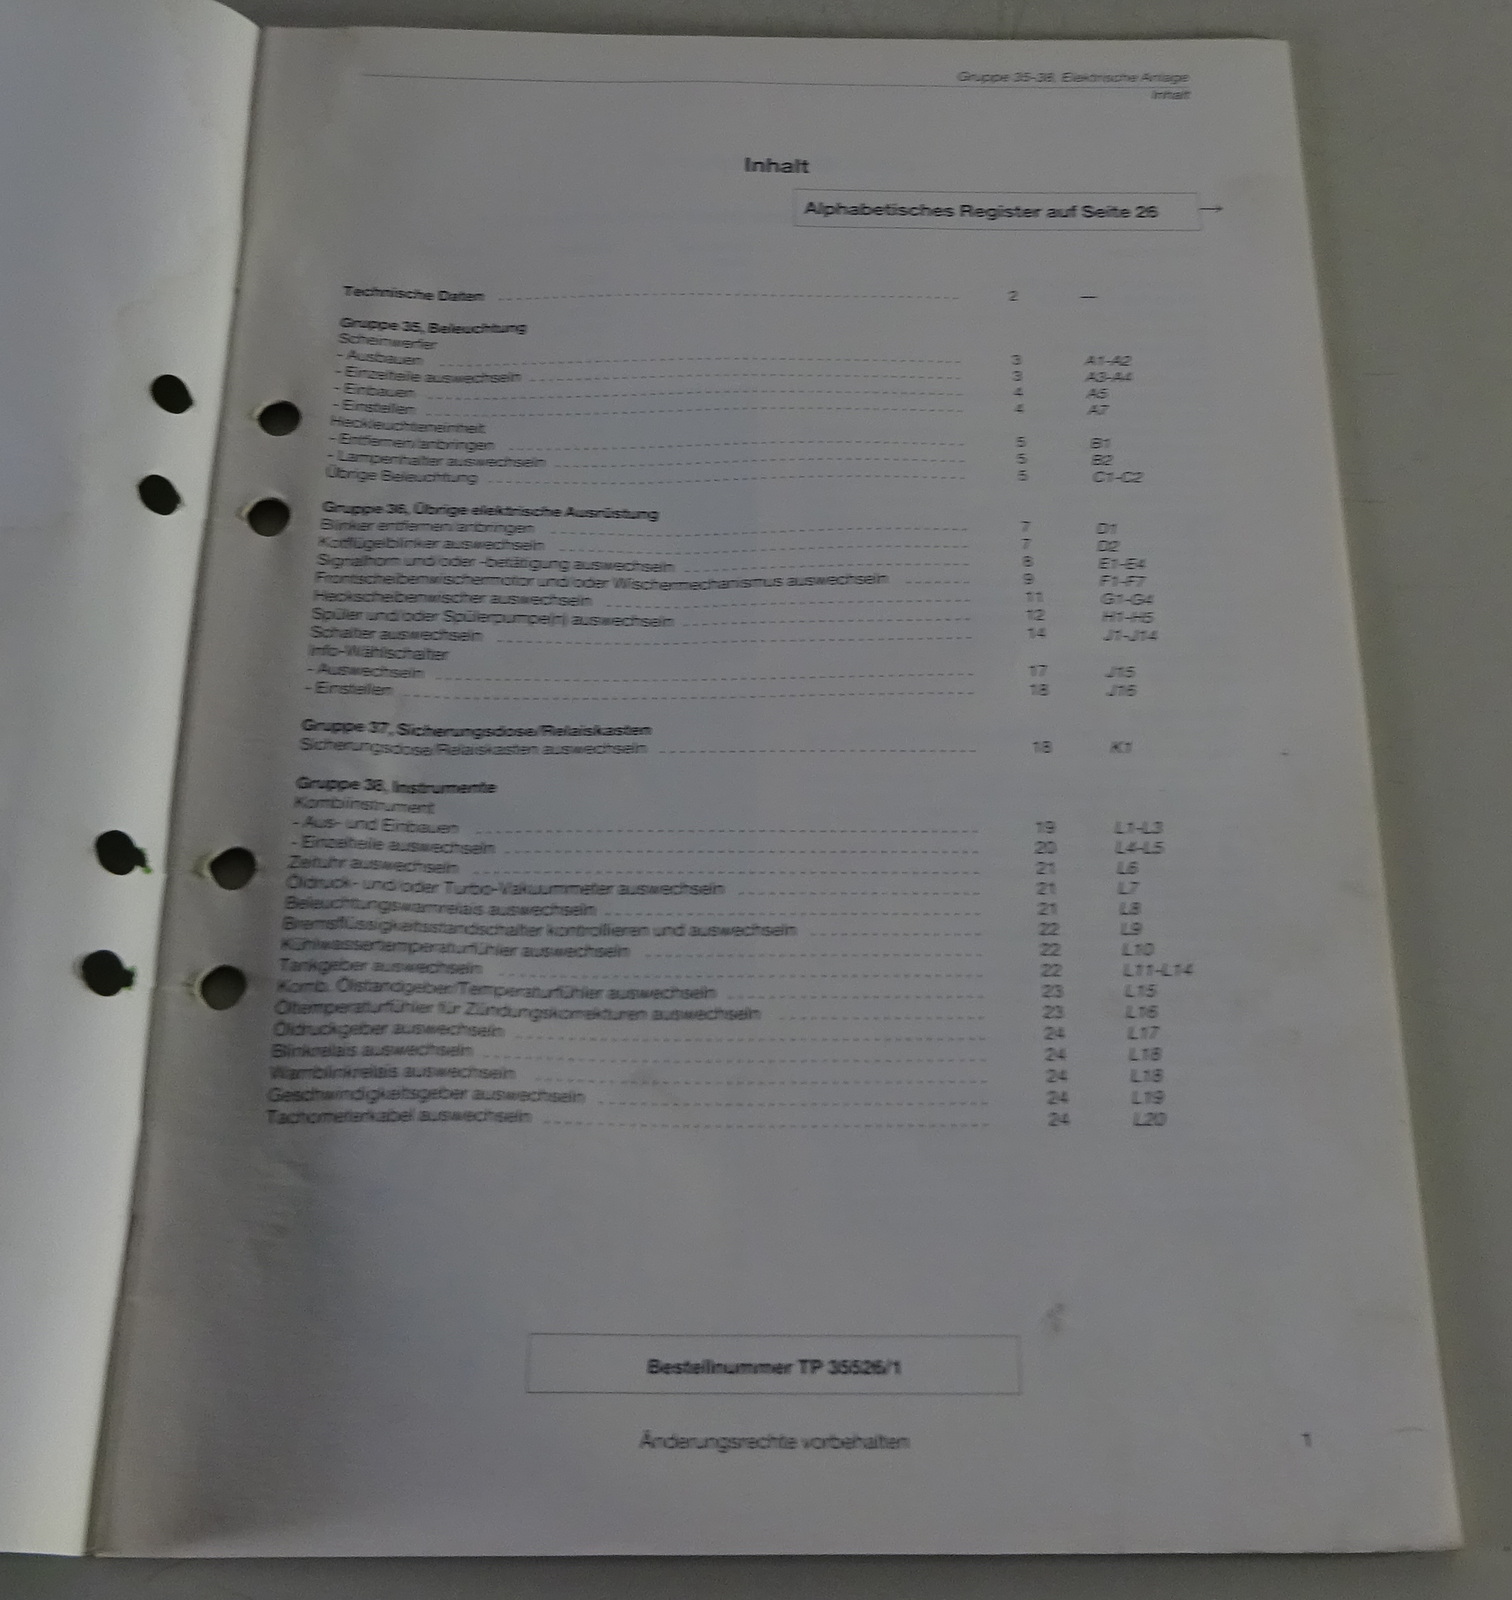 Gruppe 35-38, Elektrische Anlage
Inhalt
Inhalt
Alphabetisches Register auf Seite 26 →
Technische Daten 2 —
Gruppe 35, Beleuchtung
Scheinwerfer
- Ausbauen 3 A1-A2
- Einzelteile auswechseln 3 A3-A4
- Einbauen 4 A5
- Einstellen 4 A7
Heckleuchteneinheit
- Entfernen/anbringen 5 B1
- Lampenhalter auswechseln 5 B2
Übrige Beleuchtung 5 C1-C2
Gruppe 36, Übrige elektrische Ausrüstung
Blinker entfernen/anbringen 7 D1
Kotflügelblinker auswechseln 7 D2
Signalhorn und/oder -betätigung auswechseln 8 E1-E4
Frontscheibenwischermotor und/oder Wischermechanismus auswechseln 9 F1-F7
Heckscheibenwischer auswechseln 11 G1-G4
Spüler und/oder Spülerpumpe(n) auswechseln 12 H1-H5
Schalter auswechseln 14 J1-J14
Info-Wählschalter
- Auswechseln 17 J15
- Einstellen 18 J16
Gruppe 37, Sicherungsdose/Relaiskasten
Sicherungsdose/Relaiskasten auswechseln 18 K1
Gruppe 38, Instrumente
Kombiinstrument
- Aus- und Einbauen 19 L1-L3
- Einzelteile auswechseln 20 L4-L5
Zeituhr auswechseln 21 L6
Öldruck- und/oder Turbo-Vakuummeter auswechseln 21 L7
Beleuchtungswarnrelais auswechseln 21 L8
Bremsflüssigkeitsstandschalter kontrollieren und auswechseln 22 L9
Kühlwassertemperaturfühler auswechseln 22 L10
Tankgeber auswechseln 22 L11-L14
Komb. Ölstandgeber/Temperaturfühler auswechseln 23 L15
Öltemperaturfühler für Zündungskorrekturen auswechseln 23 L16
Öldruckgeber auswechseln 24 L17
Blinkrelais auswechseln 24 L18
Warnblinkrelais auswechseln 24 L18
Geschwindigkeitsgeber auswechseln 24 L19
Tachometerkabel auswechseln 24 L20
Bestellnummer TP 35526/1
Änderungsrechte vorbehalten
1